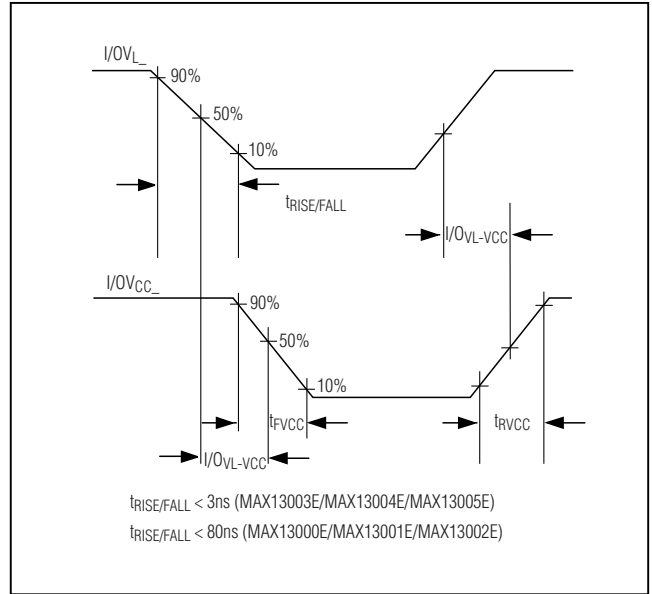 I/OVL_
90%
50%
10%
tRISE/FALL
I/OVL-VCC
I/OVCC_
90%
50%
10%
tFVCC
tRVCC
I/OVL-VCC
tRISE/FALL < 3ns (MAX13003E/MAX13004E/MAX13005E)
tRISE/FALL < 80ns (MAX13000E/MAX13001E/MAX13002E)